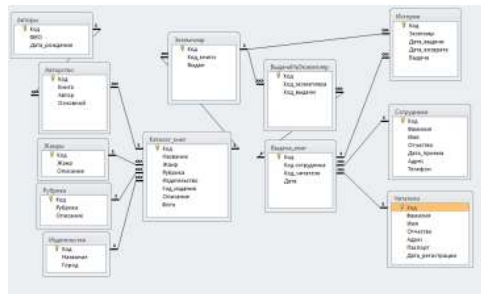 Авторы
Код
ФИО
Дата_рождения
Авторство
Код
Книга
Автор
Основной
Жанры
Код
Жанр
Описание
Рубрика
Код
Рубрика
Описание
Издательства
Код
Название
Город
Экземпляр
Код
Код_книги
Выдан
Каталог_книг
Код
Название
Жанр
Рубрика
Издательство
Год_издания
Описание
Фото
Код
Код_экземпляра
Код_выдачи
Выдача_книг
Код
Код_сотрудника
Код_читателя
Дата
История
Код
Экземпляр
Дата_выдачи
Дата_возврата
Выдача
Сотрудники
Код
Фамилия
Имя
Отчество
Дата_приема
Адрес
Телефон
Читатели
Код
Фамилия
Имя
Отчество
Адрес
Паспорт
Дата_регистрации